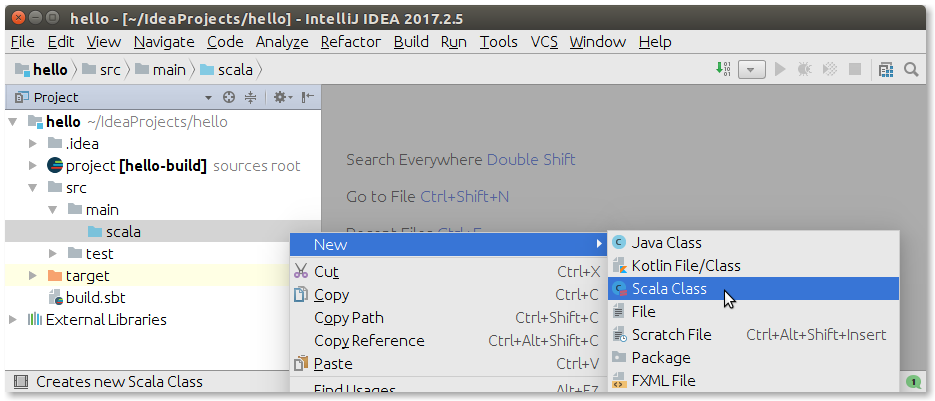 hello - [~/IdeaProjects/hello] - IntelliJ IDEA 2017.2.5
File Edit View Navigate Code Analyze Refactor Build Run Tools VCS Window Help
hello src main scala
Project
hello ~/IdeaProjects/hello
.idea
project [hello-build] sources root
src
main
scala
test
target
build.sbt
External Libraries
Search Everywhere Double Shift
Go to File Ctrl+Shift+N
Recent Files Ctrl+E
New
Cut Ctrl+X
Copy Ctrl+C
Copy Path Ctrl+Shift+C
Copy Reference Ctrl+Alt+Shift+C
Paste Ctrl+V
Find Usages Alt+F7
Java Class
Kotlin File/Class
Scala Class
File
Scratch File Ctrl+Alt+Shift+Insert
Package
FXML File
Creates new Scala Class
1